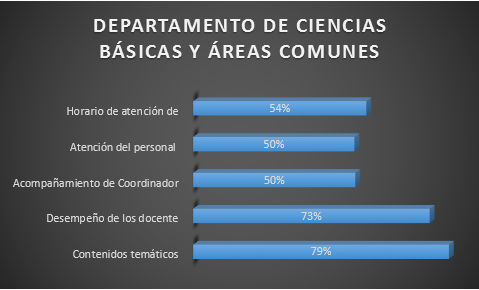 DEPARTAMENTO DE CIENCIAS
BÁSICAS Y ÁREAS COMUNES
Horario de atención de
54%
Atención del personal
50%
Acompañamiento de Coordinador
50%
Desempeño de los docente
73%
Contenidos temáticos
79%